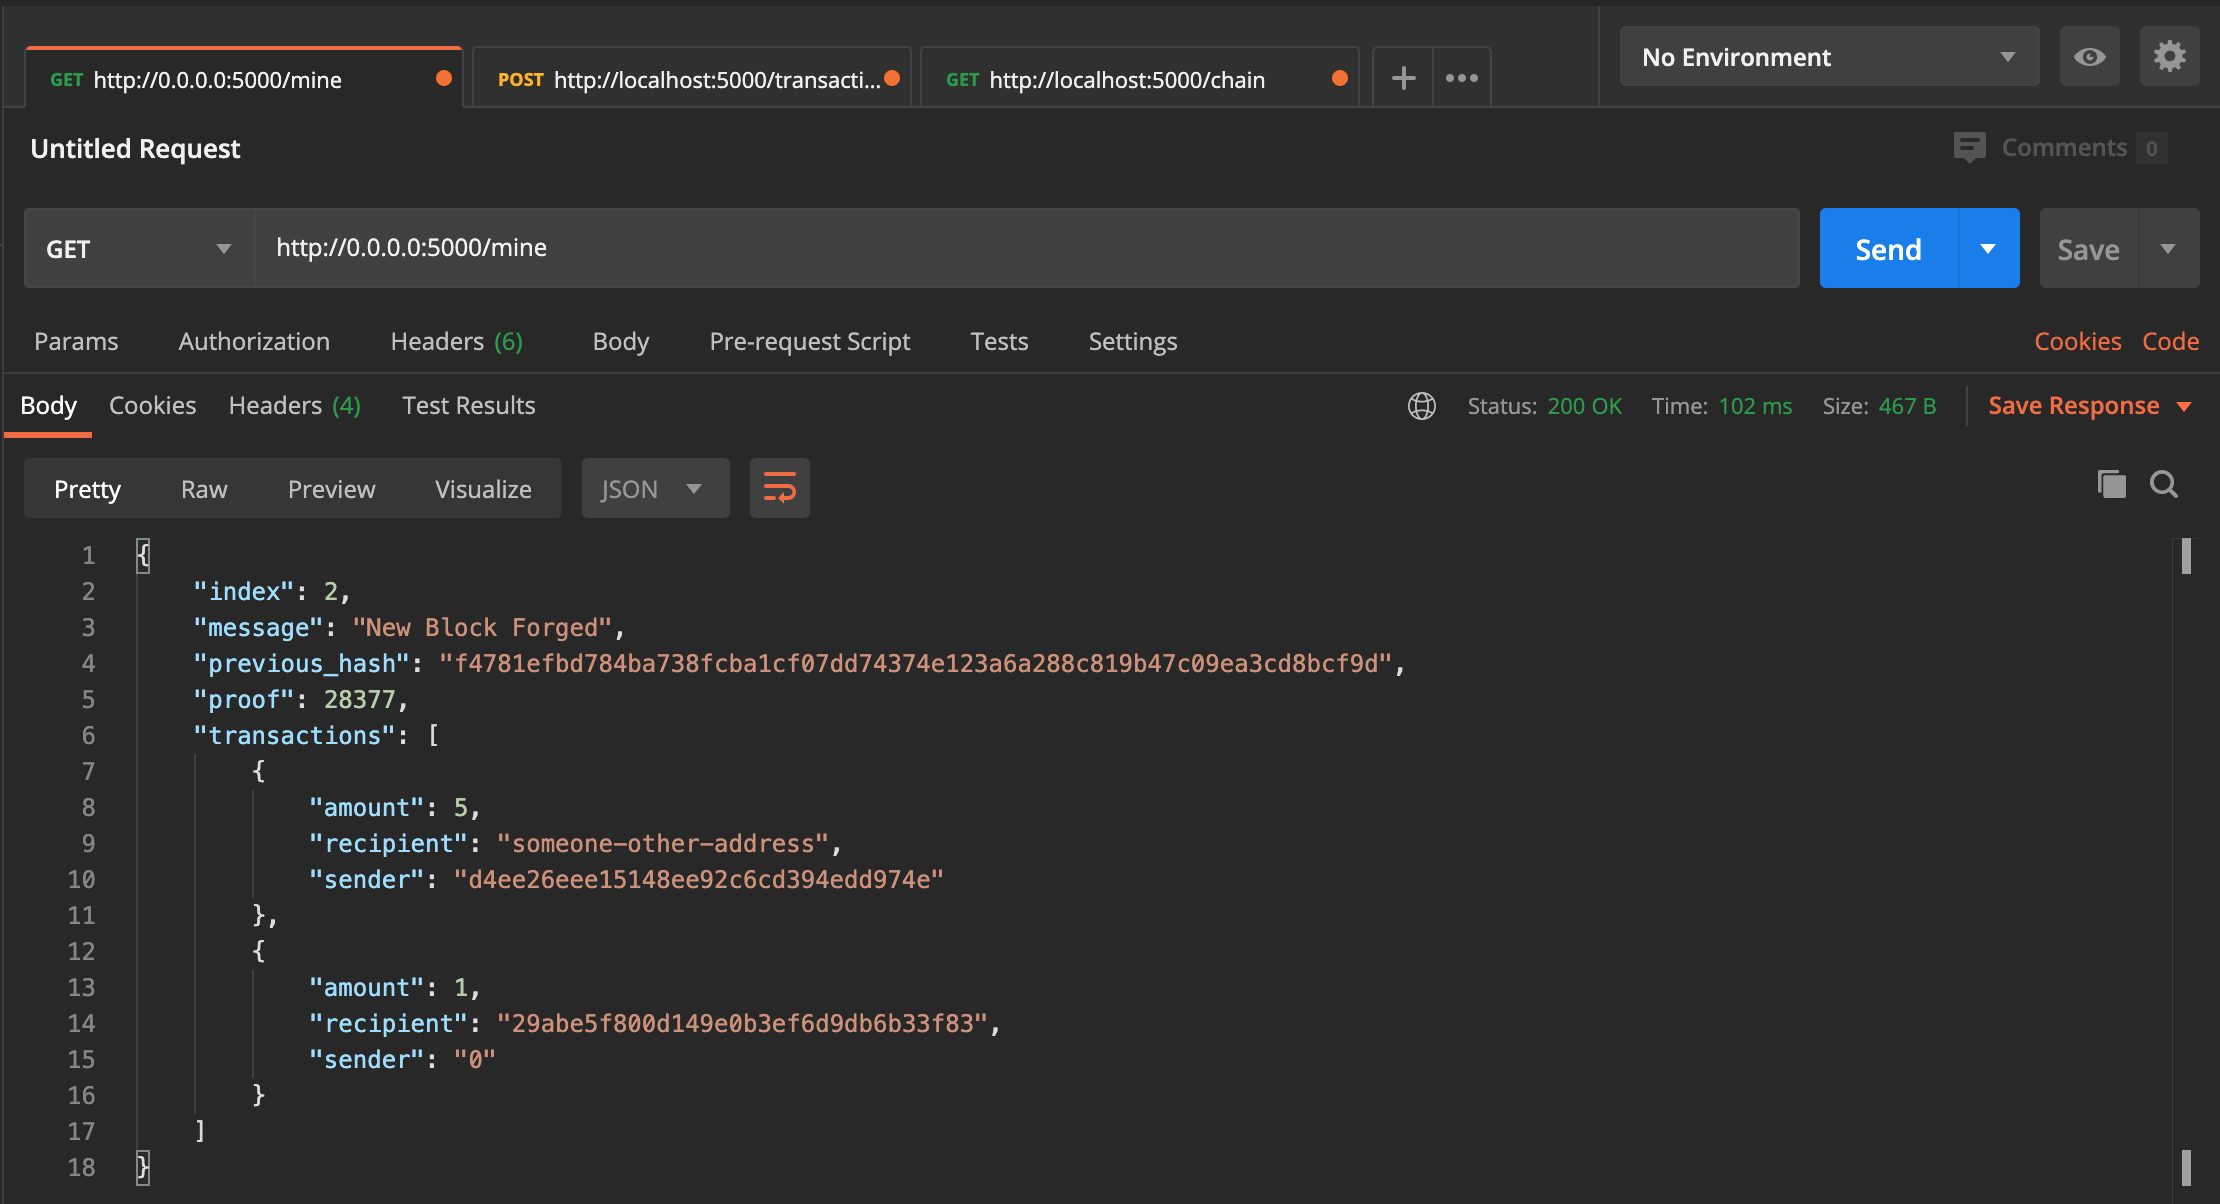 GET http://0.0.0.0:5000/mine
POST http://localhost:5000/transacti...
GET http://localhost:5000/chain
No Environment
Untitled Request
Comments 0
GET http://0.0.0.0:5000/mine
Send
Save
Params Authorization Headers (6) Body Pre-request Script Tests Settings Cookies Code
Body Cookies Headers (4) Test Results Status: 200 OK Time: 102 ms Size: 467 B Save Response
Pretty Raw Preview Visualize JSON
1 {
2 "index": 2,
3 "message": "New Block Forged",
4 "previous_hash": "f4781efbd784ba738fcba1cf07dd74374e123a6a288c819b47c09ea3cd8bcf9d",
5 "proof": 28377,
6 "transactions": [
7 {
8 "amount": 5,
9 "recipient": "someone-other-address",
10 "sender": "d4ee26eee15148ee92c6cd394edd974e"
11 },
12 {
13 "amount": 1,
14 "recipient": "29abe5f800d149e0b3ef6d9db6b33f83",
15 "sender": "0"
16 }
17 ]
18 }